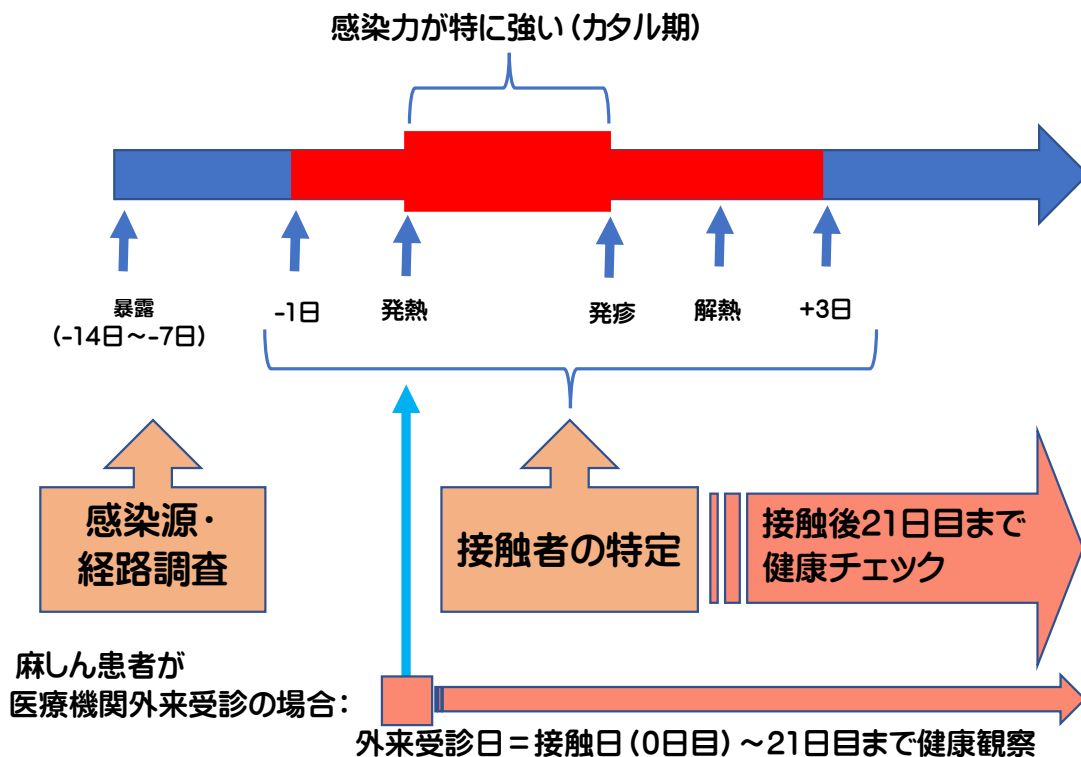 感染力が特に強い(カタル期)
暴露
(-14日～-7日)
-1日
発熱
発疹
解熱
+3日
感染源・
経路調査
接触者の特定
接触後21日目まで
健康チェック
麻しん患者が
医療機関外来受診の場合:
外来受診日=接触日(0日目)～21日目まで健康観察